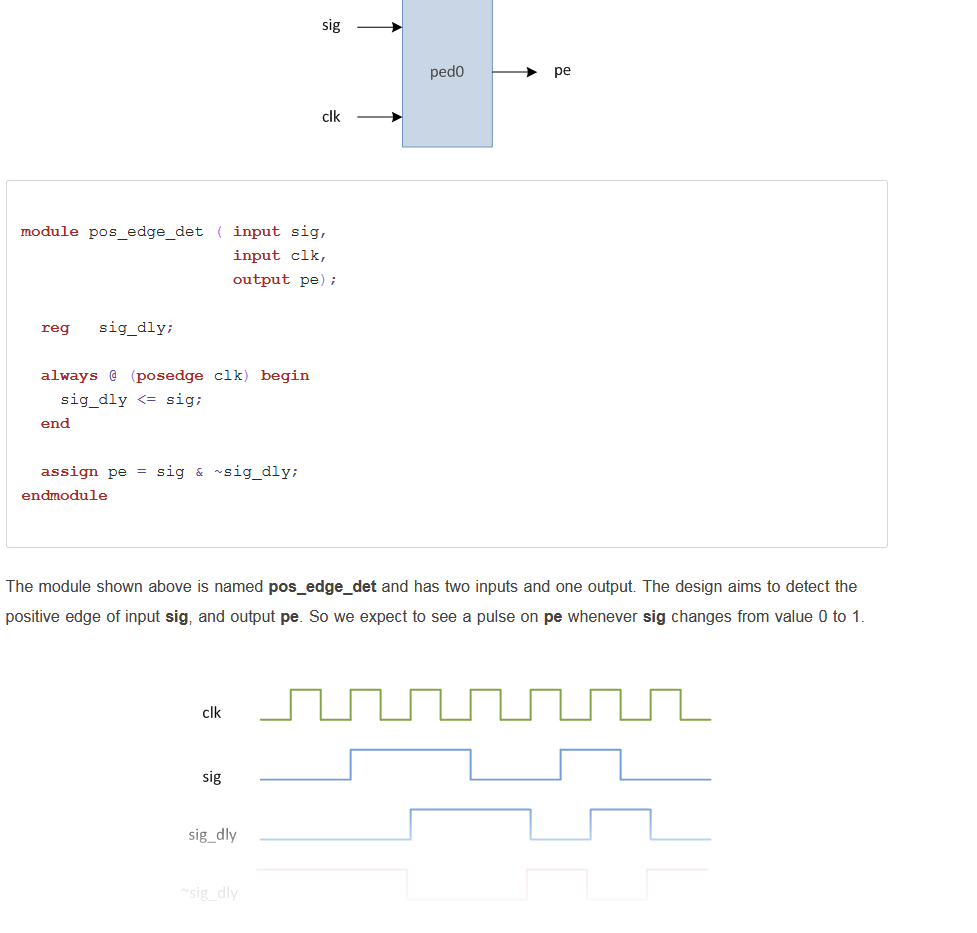 sig
ped0
pe
clk
module pos_edge_det ( input sig,
input clk,
output pe);
reg sig_dly;
always @ (posedge clk) begin
sig_dly <= sig;
end
assign pe = sig & ~sig_dly;
endmodule
The module shown above is named pos_edge_det and has two inputs and one output. The design aims to detect the
positive edge of input sig, and output pe. So we expect to see a pulse on pe whenever sig changes from value 0 to 1.
clk
sig
sig_dly
~sig_dly